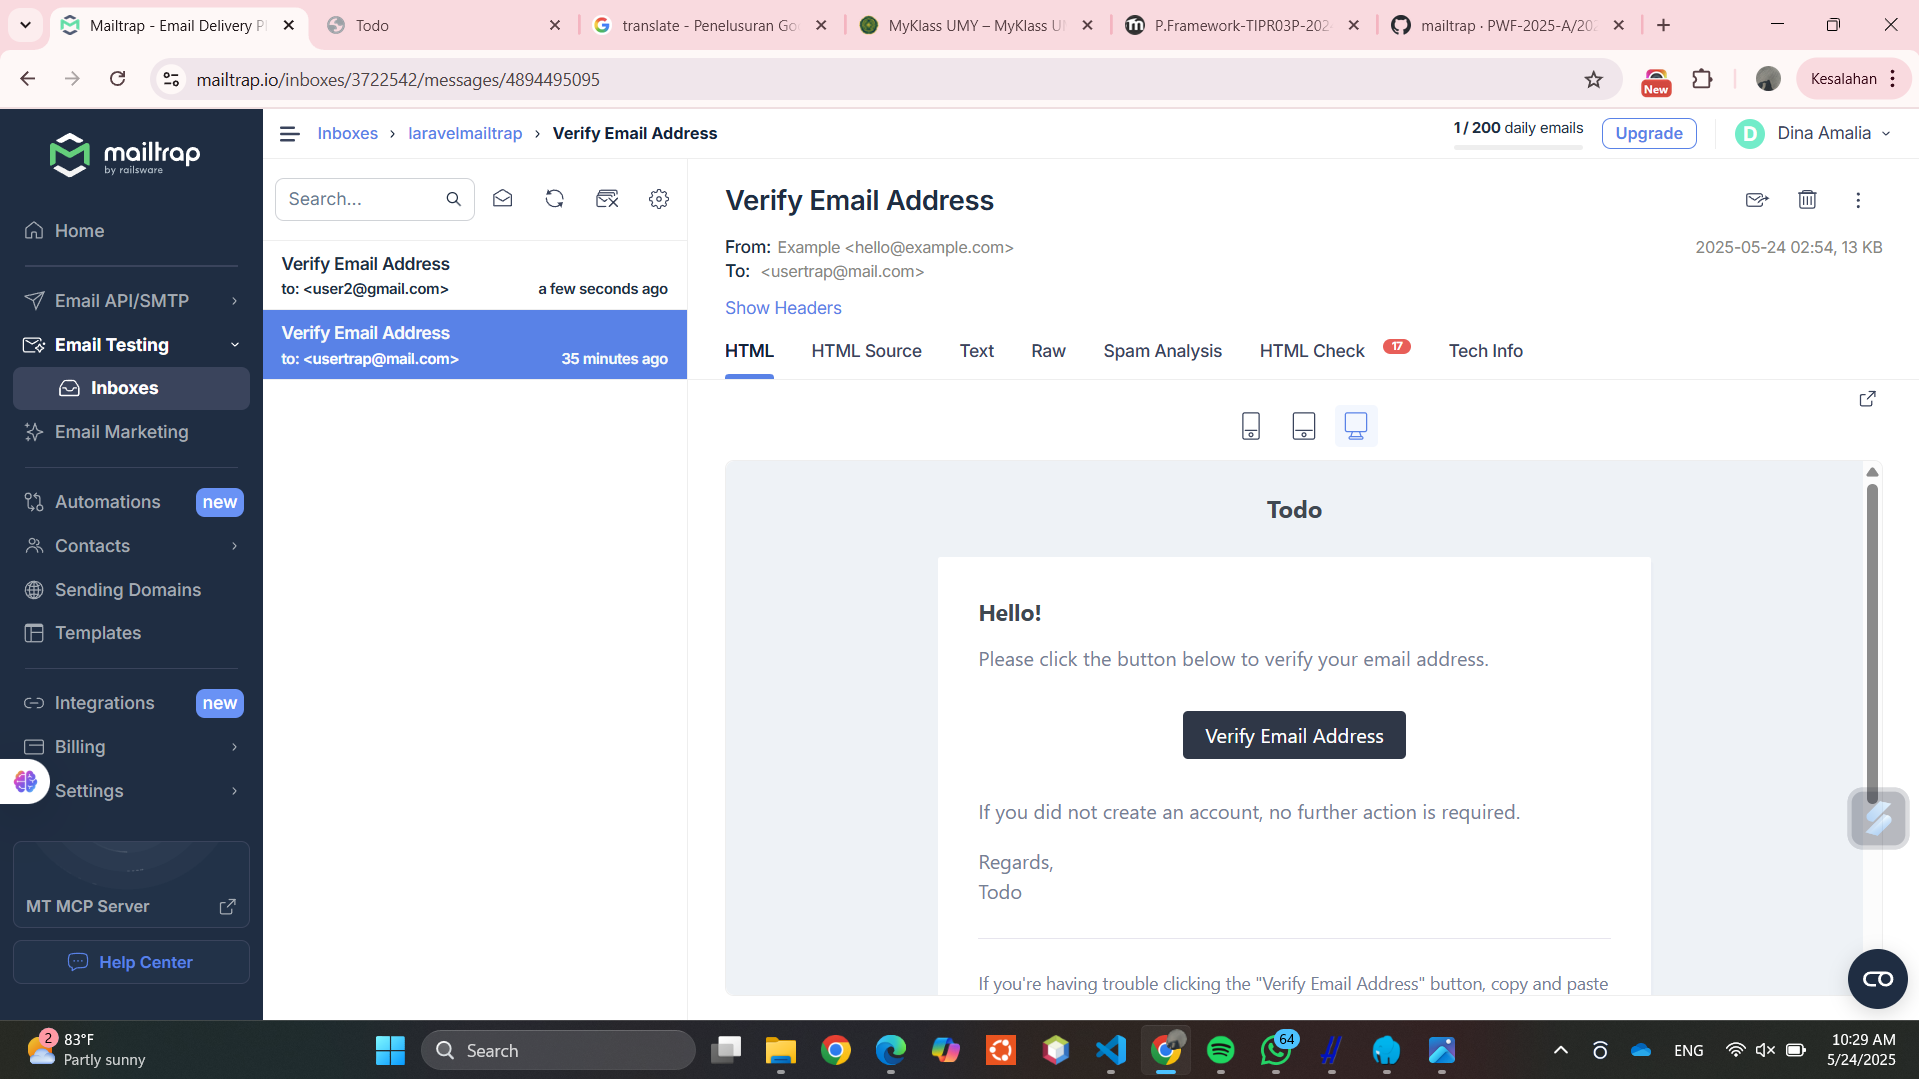 Mailtrap - Email Delivery Pl
Todo
translate - Penelusuran Goo
MyKlass UMY – MyKlass UM
P.Framework-TIPR03P-202
mailtrap · PWF-2025-A/202
mailtrap.io/inboxes/3722542/messages/4894495095
New
Kesalahan
mailtrap
by railsware
Home
Email API/SMTP
Email Testing
Inboxes
Email Marketing
Automations new
Contacts
Sending Domains
Templates
Integrations new
Billing
Settings
MT MCP Server
Help Center
Inboxes › laravelmailtrap › Verify Email Address
1 / 200 daily emails
Upgrade
D
Dina Amalia
Search...
Verify Email Address
to: <user2@gmail.com> a few seconds ago
Verify Email Address
to: <usertrap@mail.com> 35 minutes ago
Verify Email Address
From: Example <hello@example.com>
2025-05-24 02:54, 13 KB
To: <usertrap@mail.com>
Show Headers
HTML HTML Source Text Raw Spam Analysis HTML Check 17 Tech Info
Todo
Hello!
Please click the button below to verify your email address.
Verify Email Address
If you did not create an account, no further action is required.
Regards,
Todo
If you're having trouble clicking the "Verify Email Address" button, copy and paste
2
83°F
Partly sunny
Search
64
ENG
10:29 AM
5/24/2025